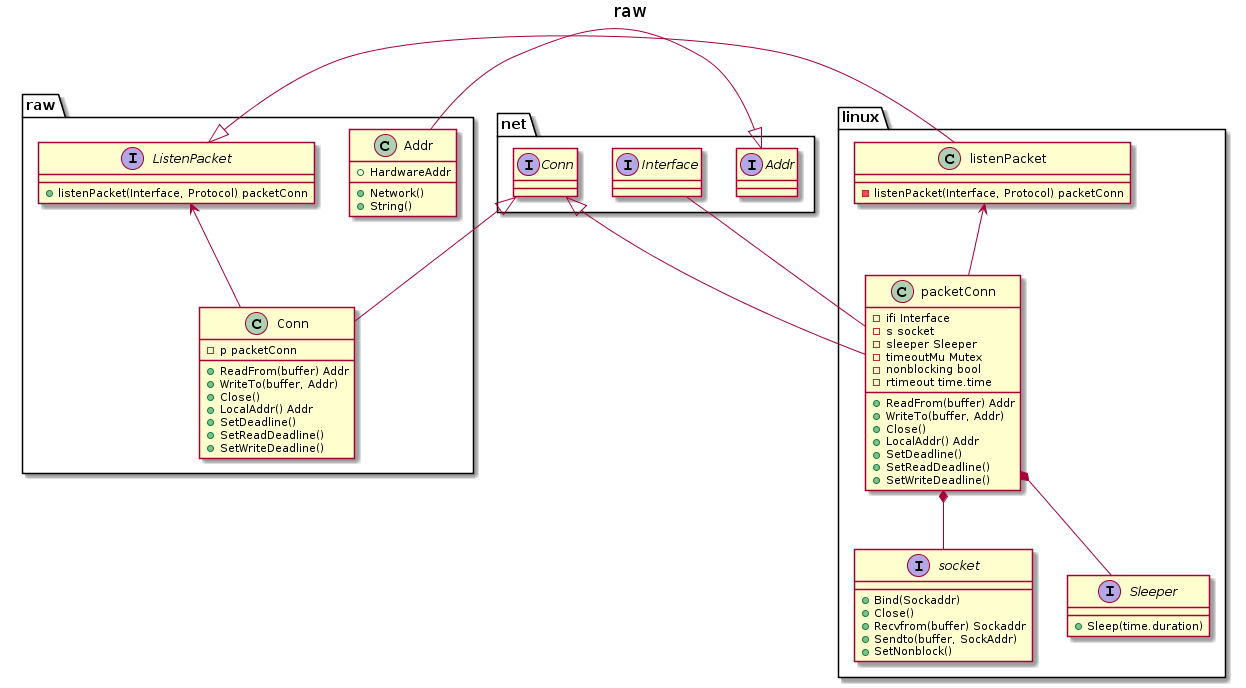 raw
raw
I ListenPacket
listenPacket(Interface, Protocol) packetConn
C Addr
HardwareAddr
Network()
String()
C Conn
p packetConn
ReadFrom(buffer) Addr
WriteTo(buffer, Addr)
Close()
LocalAddr() Addr
SetDeadline()
SetReadDeadline()
SetWriteDeadline()
net
I Conn
I Interface
I Addr
linux
C listenPacket
listenPacket(Interface, Protocol) packetConn
C packetConn
ifi Interface
s socket
sleeper Sleeper
timeoutMu Mutex
nonblocking bool
rtimeout time.time
ReadFrom(buffer) Addr
WriteTo(buffer, Addr)
Close()
LocalAddr() Addr
SetDeadline()
SetReadDeadline()
SetWriteDeadline()
I socket
Bind(Sockaddr)
Close()
Recvfrom(buffer) Sockaddr
Sendto(buffer, SockAddr)
SetNonblock()
I Sleeper
Sleep(time.duration)